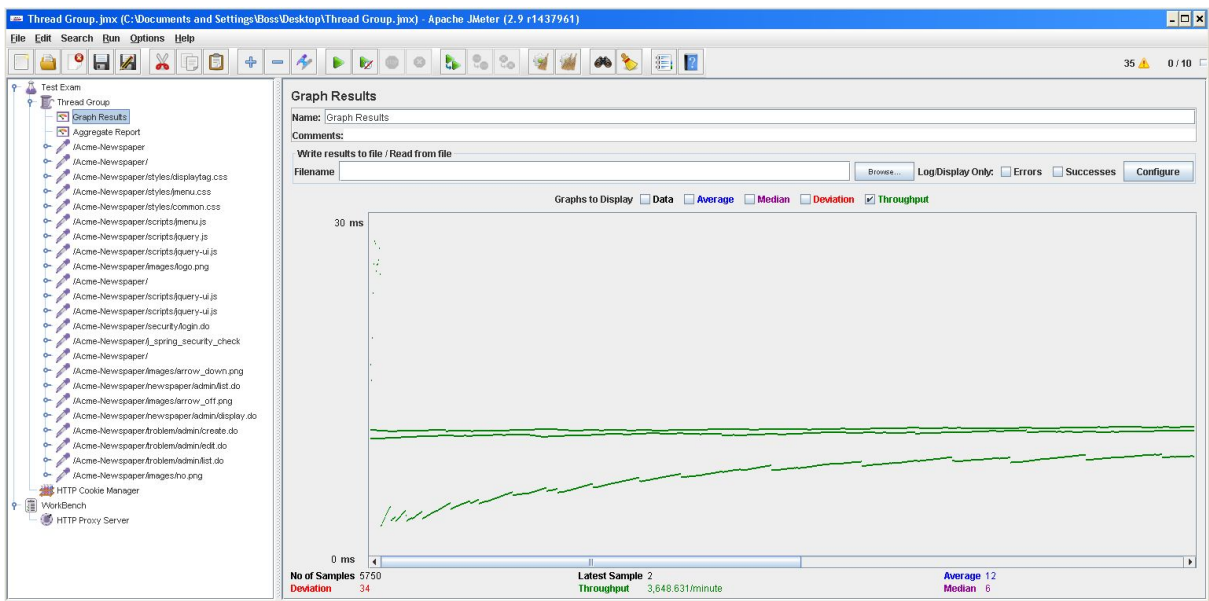 Thread Group.jmx (C:\Documents and Settings\Boss\Desktop\Thread Group.jmx) - Apache JMeter (2.9 r1437961)
File Edit Search Run Options Help
35 0 / 10
Test Exam
Thread Group
Graph Results
Aggregate Report
/Acme-Newspaper
/Acme-Newspaper/
/Acme-Newspaper/styles/displaytag.css
/Acme-Newspaper/styles/jmenu.css
/Acme-Newspaper/styles/common.css
/Acme-Newspaper/scripts/jmenu.js
/Acme-Newspaper/scripts/jquery.js
/Acme-Newspaper/scripts/jquery-ui.js
/Acme-Newspaper/images/logo.png
/Acme-Newspaper/
/Acme-Newspaper/scripts/jquery-ui.js
/Acme-Newspaper/scripts/jquery-ui.js
/Acme-Newspaper/security/login.do
/Acme-Newspaper/j_spring_security_check
/Acme-Newspaper/
/Acme-Newspaper/images/arrow_down.png
/Acme-Newspaper/newspaper/admin/list.do
/Acme-Newspaper/images/arrow_off.png
/Acme-Newspaper/newspaper/admin/display.do
/Acme-Newspaper/troblem/admin/create.do
/Acme-Newspaper/troblem/admin/edit.do
/Acme-Newspaper/troblem/admin/list.do
/Acme-Newspaper/images/no.png
HTTP Cookie Manager
WorkBench
HTTP Proxy Server
Graph Results
Name: Graph Results
Comments:
Write results to file / Read from file
Filename Browse... Log/Display Only: Errors Successes Configure
Graphs to Display Data Average Median Deviation Throughput
30 ms
0 ms
No of Samples 5750 Latest Sample 2 Average 12
Deviation 34 Throughput 3,648.631/minute Median 6